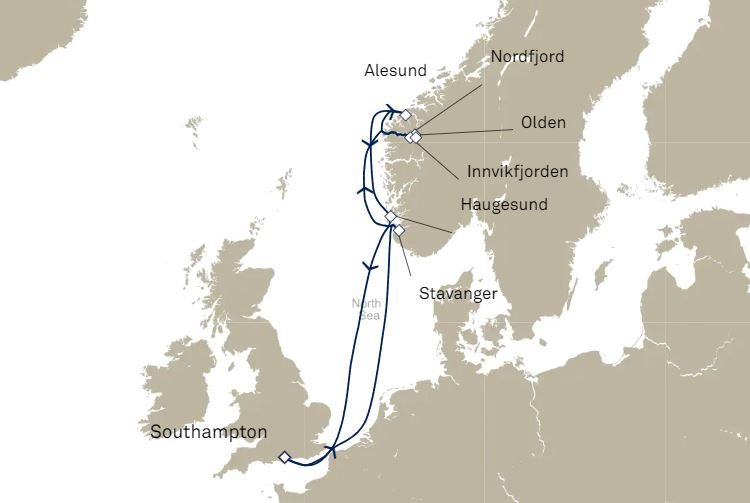 Nordfjord
Alesund
Olden
Innvikfjorden
Haugesund
Stavanger
North
Sea
Southampton